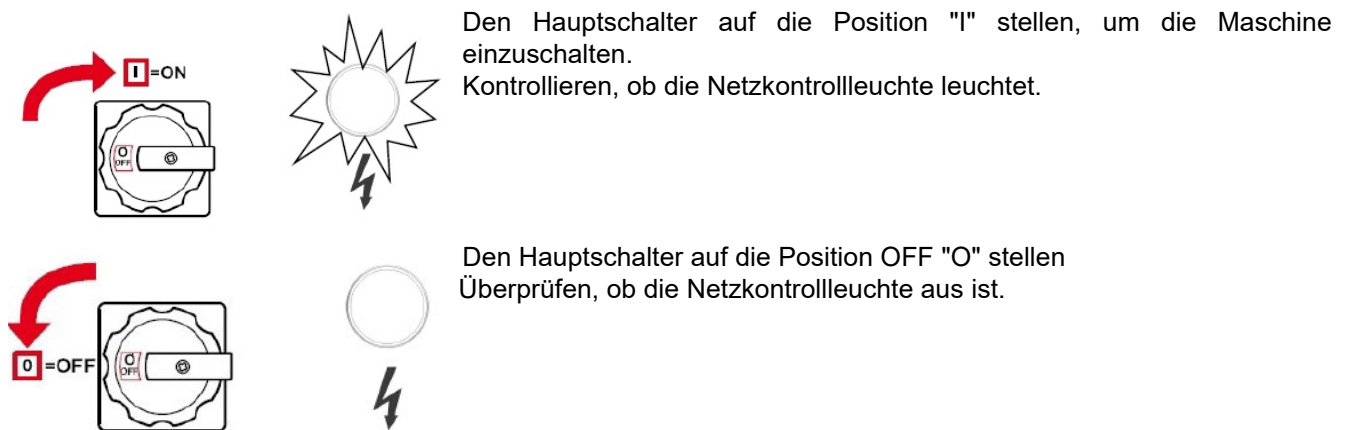 Den Hauptschalter auf die Position "I" stellen, um die Maschine
einzuschalten.
Kontrollieren, ob die Netzkontrollleuchte leuchtet.
I =ON
O
OFF
Den Hauptschalter auf die Position OFF "O" stellen
Überprüfen, ob die Netzkontrollleuchte aus ist.
0 =OFF
O
OFF